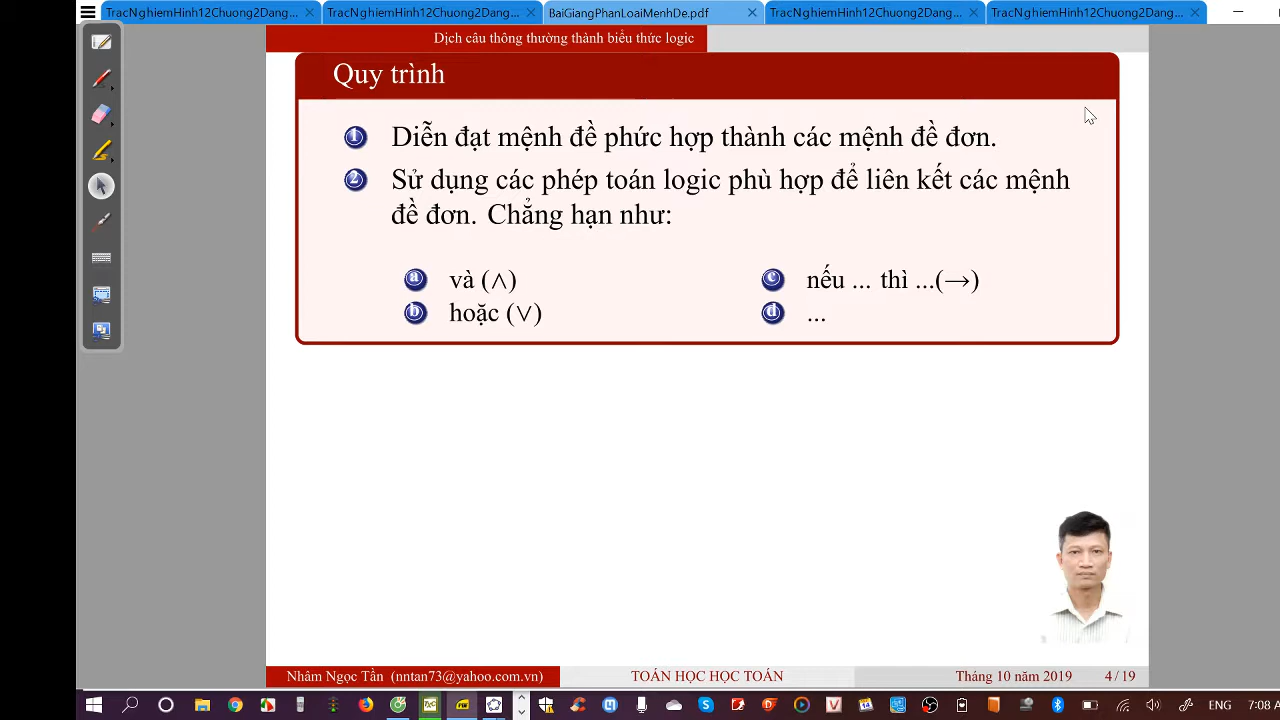 TracNghiemHinh12Chuong2Dang...
TracNghiemHinh12Chuong2Dang...
BaiGiangPhanLoaiMenhDe.pdf
TracNghiemHinh12Chuong2Dang...
TracNghiemHinh12Chuong2Dang...
Dịch câu thông thường thành biểu thức logic
Quy trình
1 Diễn đạt mệnh đề phức hợp thành các mệnh đề đơn.
2 Sử dụng các phép toán logic phù hợp để liên kết các mệnh
đề đơn. Chẳng hạn như:
a và (∧)
b hoặc (∨)
c nếu ... thì ...(→)
d ...
Nhâm Ngọc Tần (nntan73@yahoo.com.vn)
TOÁN HỌC HỌC TOÁN
Tháng 10 năm 2019
4/19
ENG
7:08